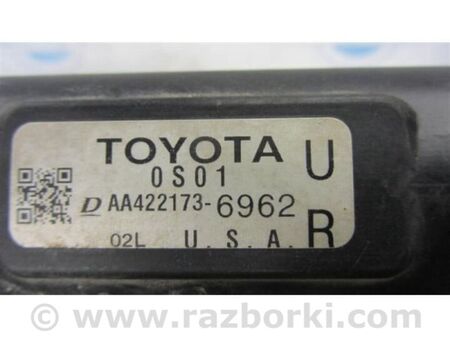 TOYOTA U
0S01
D AA422173-6962
02L U.S.A. R
www.razborki.com